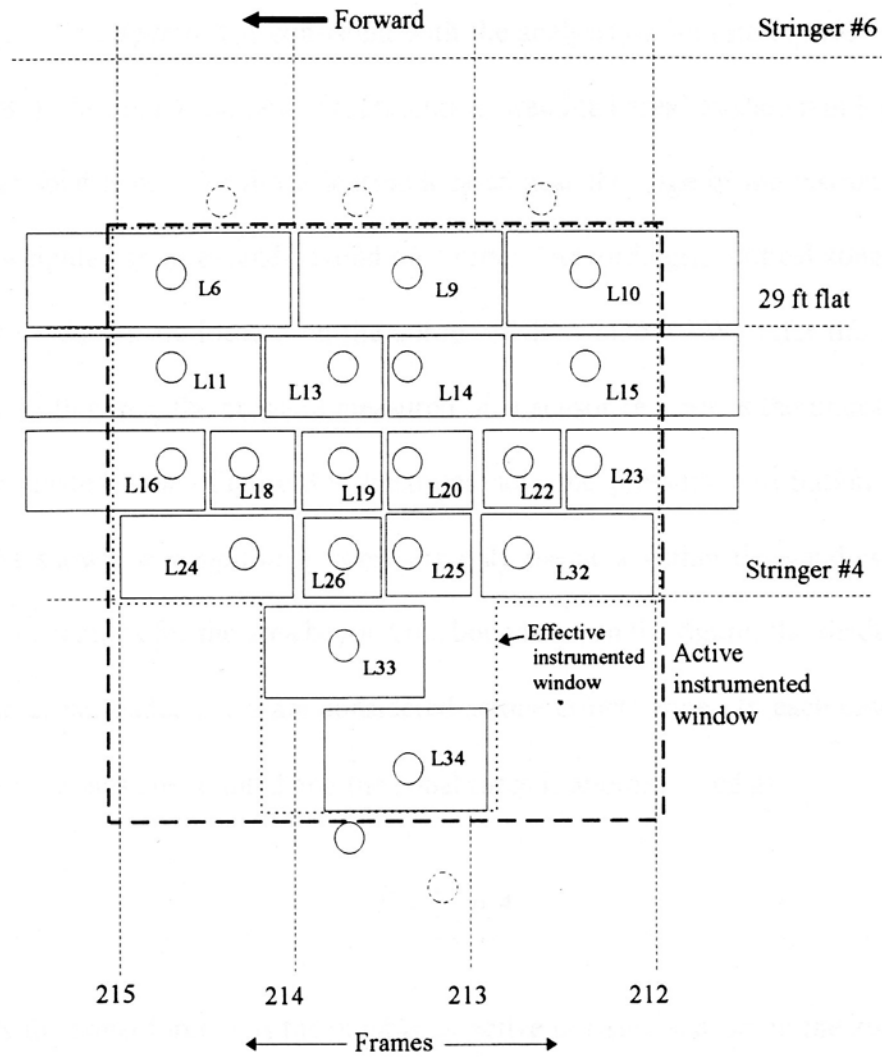 Forward
Stringer #6
L6
L9
L10
29 ft flat
L11
L13
L14
L15
L16
L18
L19
L20
L22
L23
L24
L26
L25
L32
Stringer #4
L33
Effective
instrumented
window
Active
instrumented
window
L34
215
214
213
212
Frames